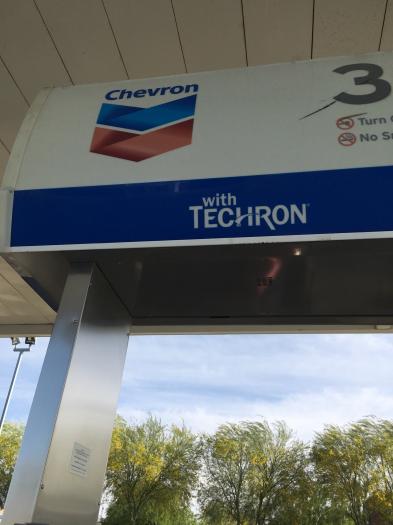 Chevron
3
Turn
No
with
TECHRON